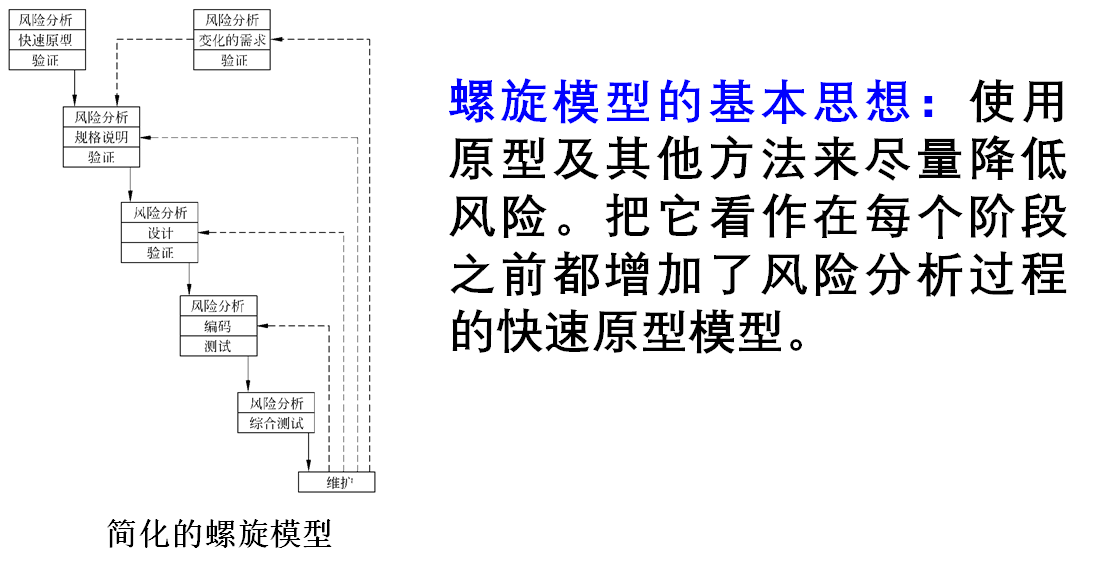 风险分析
快速原型
验证
风险分析
变化的需求
验证
风险分析
规格说明
验证
风险分析
设计
验证
风险分析
编码
测试
风险分析
综合测试
维护
简化的螺旋模型
螺旋模型的基本思想：使用
原型及其他方法来尽量降低
风险。把它看作在每个阶段
之前都增加了风险分析过程
的快速原型模型。